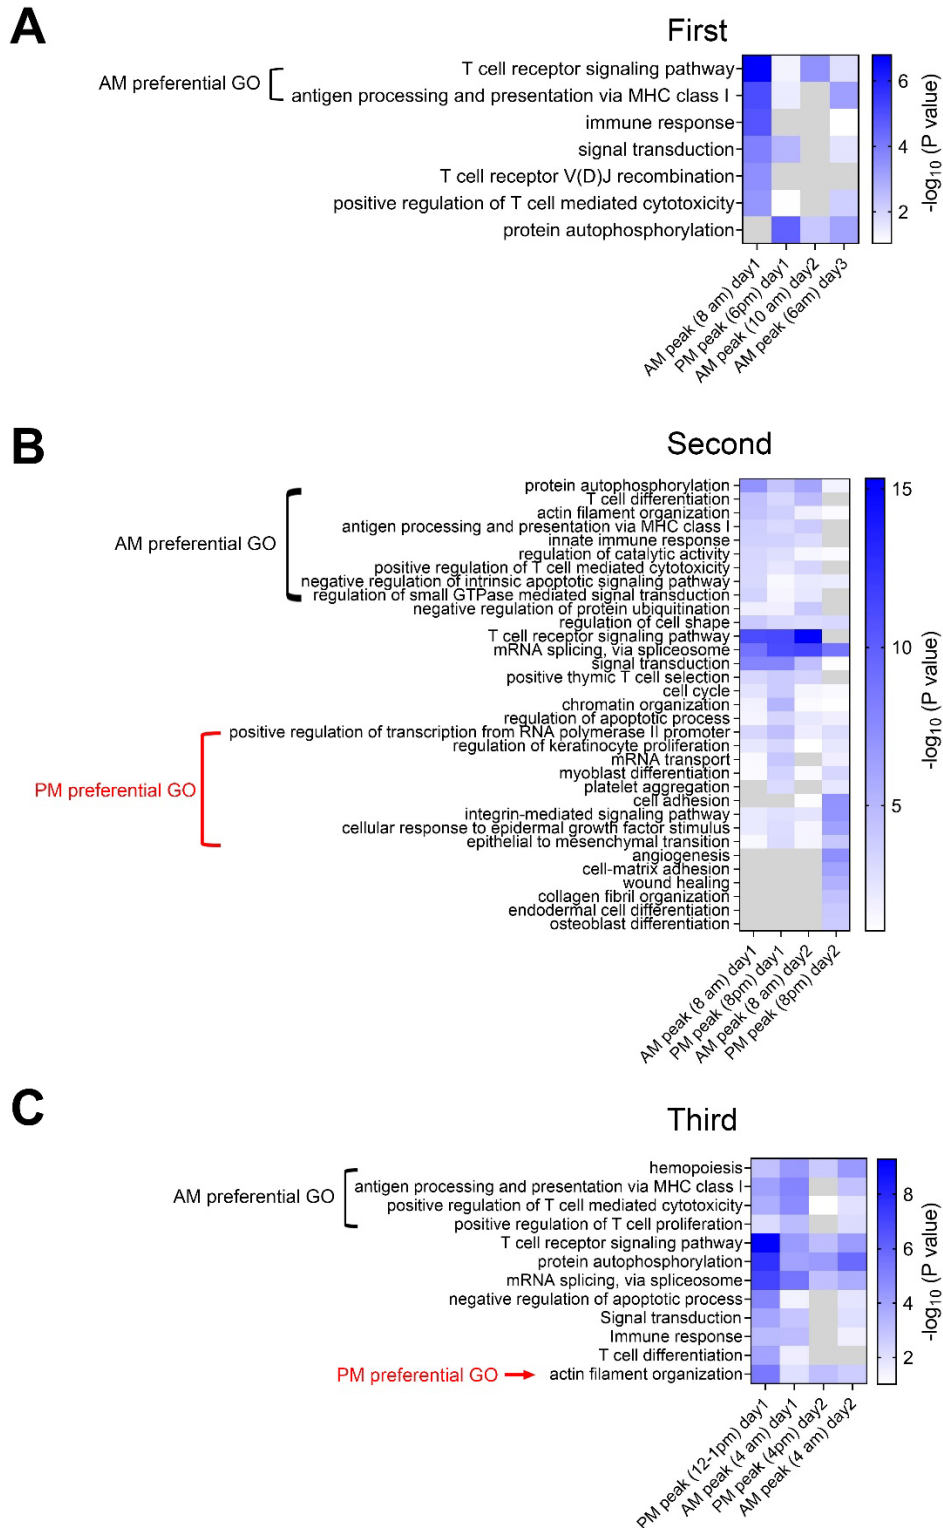 A
First
AM preferential GO
T cell receptor signaling pathway
antigen processing and presentation via MHC class I
immune response
signal transduction
T cell receptor V(D)J recombination
positive regulation of T cell mediated cytotoxicity
protein autophosphorylation
6
4
2
-log10 (P value)
AM peak (8 am) day1
PM peak (6pm) day1
AM peak (10 am) day2
AM peak (6am) day3
B
Second
AM preferential GO
PM preferential GO
protein autophosphorylation
T cell differentiation
actin filament organization
antigen processing and presentation via MHC class I
innate immune response
regulation of catalytic activity
positive regulation of T cell mediated cytotoxicity
negative regulation of intrinsic apoptotic signaling pathway
regulation of small GTPase mediated signal transduction
negative regulation of protein ubiquitination
regulation of cell shape
T cell receptor signaling pathway
mRNA splicing, via spliceosome
signal transduction
positive thymic T cell selection
cell cycle
chromatin organization
regulation of apoptotic process
positive regulation of transcription from RNA polymerase II promoter
regulation of keratinocyte proliferation
mRNA transport
myoblast differentiation
platelet aggregation
cell adhesion
integrin-mediated signaling pathway
cellular response to epidermal growth factor stimulus
epithelial to mesenchymal transition
angiogenesis
cell-matrix adhesion
wound healing
collagen fibril organization
endodermal cell differentiation
osteoblast differentiation
15
10
5
-log10 (P value)
AM peak (8 am) day1
PM peak (8pm) day1
AM peak (8 am) day2
PM peak (8pm) day2
C
Third
AM preferential GO
PM preferential GO
hemopoiesis
antigen processing and presentation via MHC class I
positive regulation of T cell mediated cytotoxicity
positive regulation of T cell proliferation
T cell receptor signaling pathway
protein autophosphorylation
mRNA splicing, via spliceosome
negative regulation of apoptotic process
Signal transduction
Immune response
T cell differentiation
actin filament organization
8
6
4
2
-log10 (P value)
PM peak (12-1pm) day1
AM peak (4 am) day1
PM peak (4pm) day2
AM peak (4 am) day2